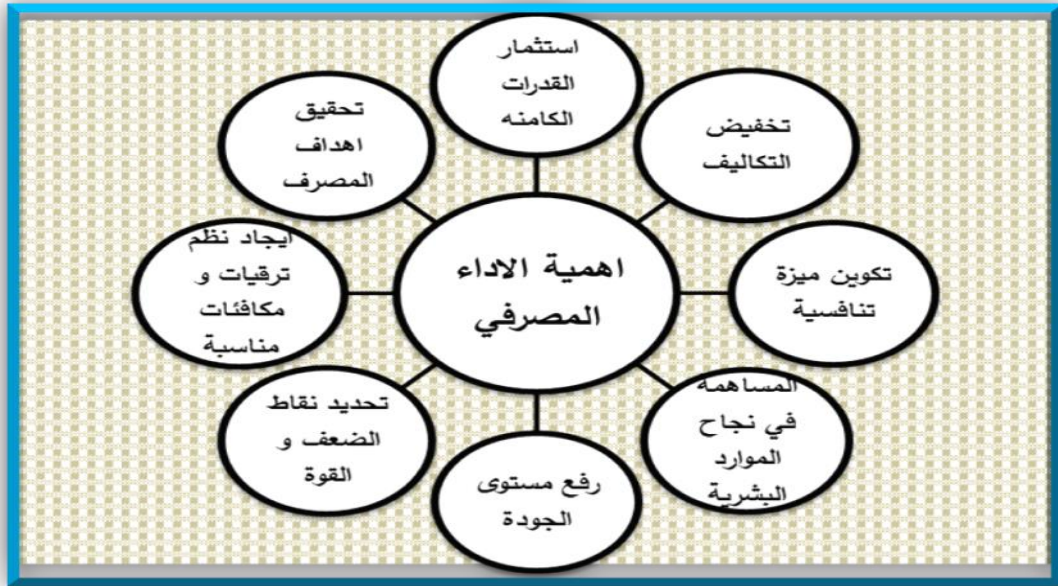 استثمار
القدرات
الكامنه
تخفيض
التكاليف
تكوين ميزة
تنافسية
المساهمة
في نجاح
الموارد
البشرية
رفع مستوى
الجودة
تحديد نقاط
الضعف و
القوة
ايجاد نظم
ترقيات و
مكافئات
مناسبة
تحقيق
اهداف
المصرف
اهمية الاداء
المصرفي